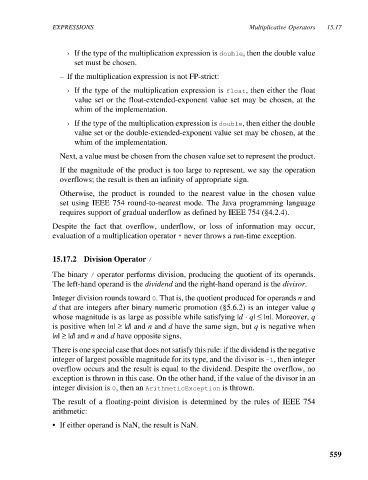 EXPRESSIONS Multiplicative Operators 15.17
› If the type of the multiplication expression is double, then the double value
set must be chosen.
– If the multiplication expression is not FP-strict:
› If the type of the multiplication expression is float, then either the float
value set or the float-extended-exponent value set may be chosen, at the
whim of the implementation.
› If the type of the multiplication expression is double, then either the double
value set or the double-extended-exponent value set may be chosen, at the
whim of the implementation.
Next, a value must be chosen from the chosen value set to represent the product.
If the magnitude of the product is too large to represent, we say the operation
overflows; the result is then an infinity of appropriate sign.
Otherwise, the product is rounded to the nearest value in the chosen value
set using IEEE 754 round-to-nearest mode. The Java programming language
requires support of gradual underflow as defined by IEEE 754 (§4.2.4).
Despite the fact that overflow, underflow, or loss of information may occur,
evaluation of a multiplication operator * never throws a run-time exception.
15.17.2 Division Operator /
The binary / operator performs division, producing the quotient of its operands.
The left-hand operand is the dividend and the right-hand operand is the divisor.
Integer division rounds toward 0. That is, the quotient produced for operands n and
d that are integers after binary numeric promotion (§5.6.2) is an integer value q
whose magnitude is as large as possible while satisfying |d · q| ≤ |n|. Moreover, q
is positive when |n| ≥ |d| and n and d have the same sign, but q is negative when
|n| ≥ |d| and n and d have opposite signs.
There is one special case that does not satisfy this rule: if the dividend is the negative
integer of largest possible magnitude for its type, and the divisor is -1, then integer
overflow occurs and the result is equal to the dividend. Despite the overflow, no
exception is thrown in this case. On the other hand, if the value of the divisor in an
integer division is 0, then an ArithmeticException is thrown.
The result of a floating-point division is determined by the rules of IEEE 754
arithmetic:
• If either operand is NaN, the result is NaN.
559